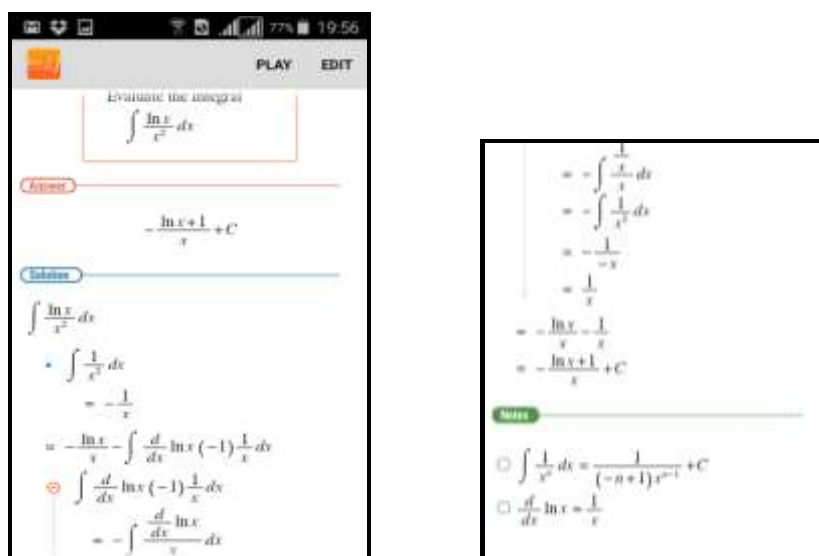 77% 19:56
PLAY EDIT
Evaluate the integral
∫ ln x / x² dx
Answer
- (ln x+1) / x + C
Solution
∫ ln x / x² dx
∫ 1 / x² dx
= - 1 / x
= - ln x / x - ∫ d/dx ln x (-1) 1/x dx
∫ d/dx ln x (-1) 1/x dx
= - ∫ (d/dx ln x) / x dx
= - ∫ (1/x) / x dx
= - ∫ 1 / x² dx
= - 1 / -x
= 1 / x
= - ln x / x - 1 / x
= - (ln x+1) / x + C
Notes
∫ 1 / xⁿ dx = 1 / ((-n+1) xⁿ⁻¹) + C
d/dx ln x = 1 / x